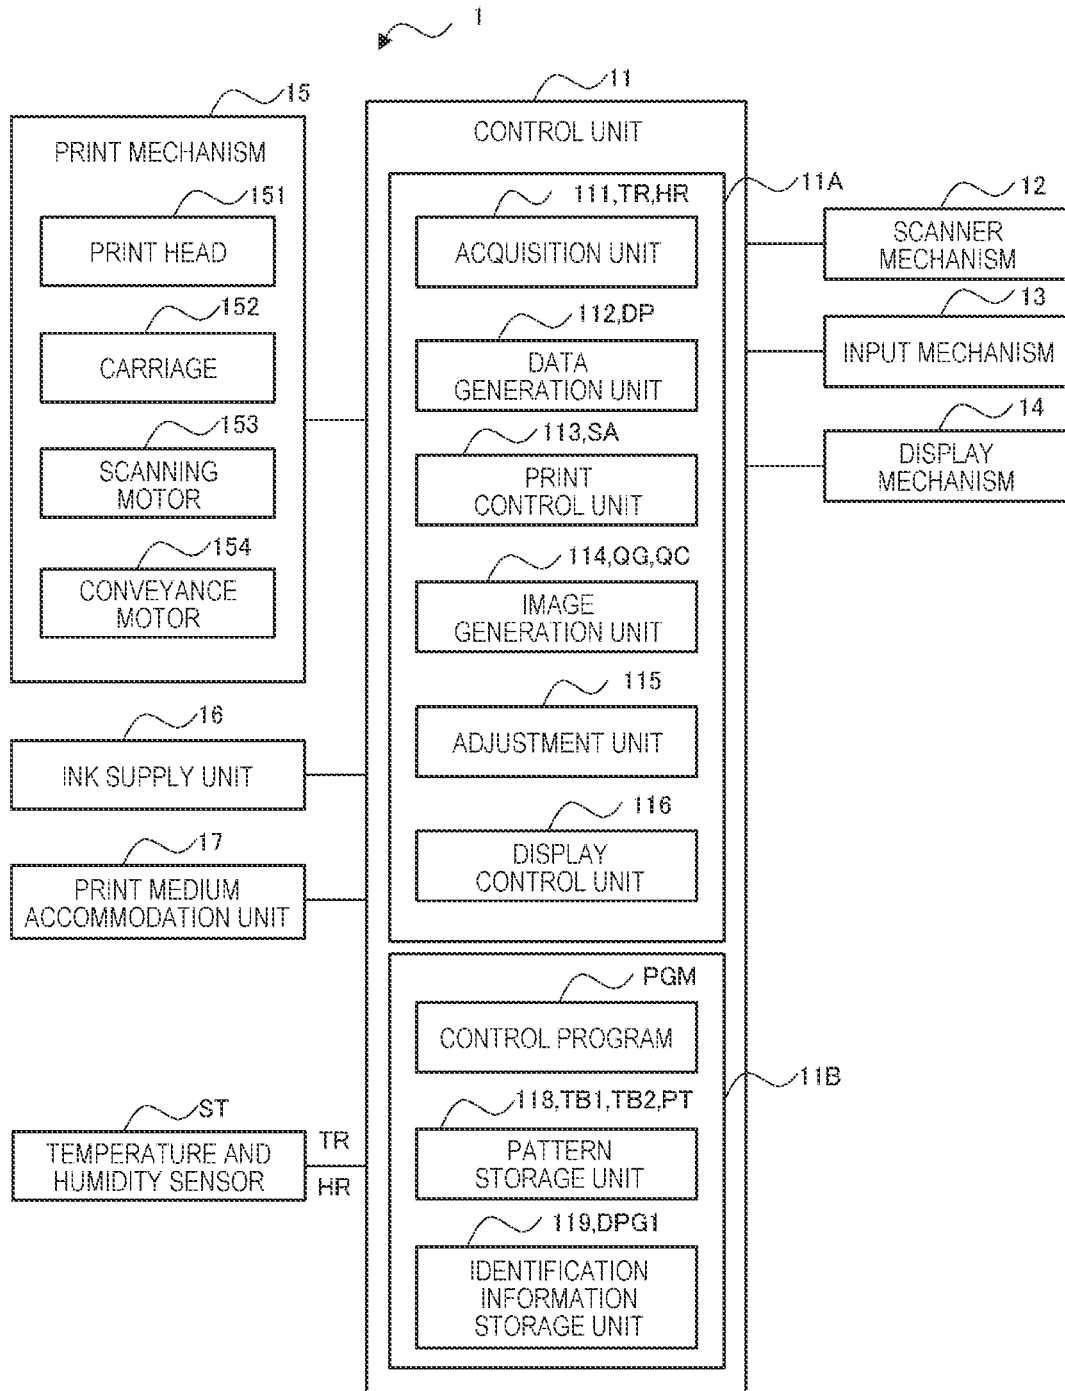 1
15
PRINT MECHANISM
151
PRINT HEAD
152
CARRIAGE
153
SCANNING
MOTOR
154
CONVEYANCE
MOTOR
16
INK SUPPLY UNIT
17
PRINT MEDIUM
ACCOMMODATION UNIT
ST
TEMPERATURE AND
HUMIDITY SENSOR
TR
HR
11
CONTROL UNIT
11A
111,TR,HR
ACQUISITION UNIT
112,DP
DATA
GENERATION UNIT
113,SA
PRINT
CONTROL UNIT
114,QG,QC
IMAGE
GENERATION UNIT
115
ADJUSTMENT UNIT
116
DISPLAY
CONTROL UNIT
11B
PGM
CONTROL PROGRAM
118,TB1,TB2,PT
PATTERN
STORAGE UNIT
119,DPG1
IDENTIFICATION
INFORMATION
STORAGE UNIT
12
SCANNER
MECHANISM
13
INPUT MECHANISM
14
DISPLAY
MECHANISM